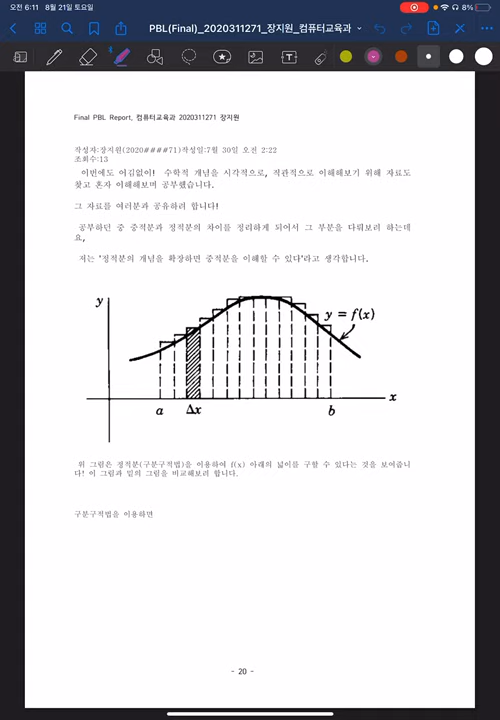 오전 6:11 8월 21일 토요일
8%
PBL(Final)_2020311271_장지원_컴퓨터교육과
Final PBL Report, 컴퓨터교육과 2020311271 장지원
작성자:장지원(2020####71)작성일:7월 30일 오전 2:22
조회수:13
이번에도 어김없이! 수학적 개념을 시각적으로, 직관적으로 이해해보기 위해 자료도
찾고 혼자 이해해보며 공부했습니다.
그 자료를 여러분과 공유하려 합니다!
공부하던 중 중적분과 정적분의 차이를 정리하게 되어서 그 부분을 다뤄보려 하는데
요,
저는 '정적분의 개념을 확장하면 중적분을 이해할 수 있다'라고 생각합니다.
y
y = f(x)
x
a Δx b
위 그림은 정적분(구분구적법)을 이용하여 f(x) 아래의 넓이를 구할 수 있다는 것을 보여줍니
다! 이 그림과 밑의 그림을 비교해보려 합니다.
구분구적법을 이용하면
- 20 -